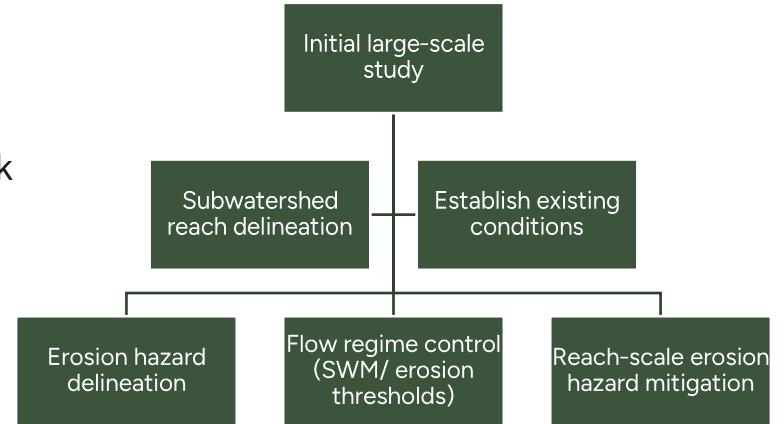 Initial large-scale
study
k
Subwatershed
reach delineation
Establish existing
conditions
Erosion hazard
delineation
Flow regime control
(SWM/ erosion
thresholds)
Reach-scale erosion
hazard mitigation